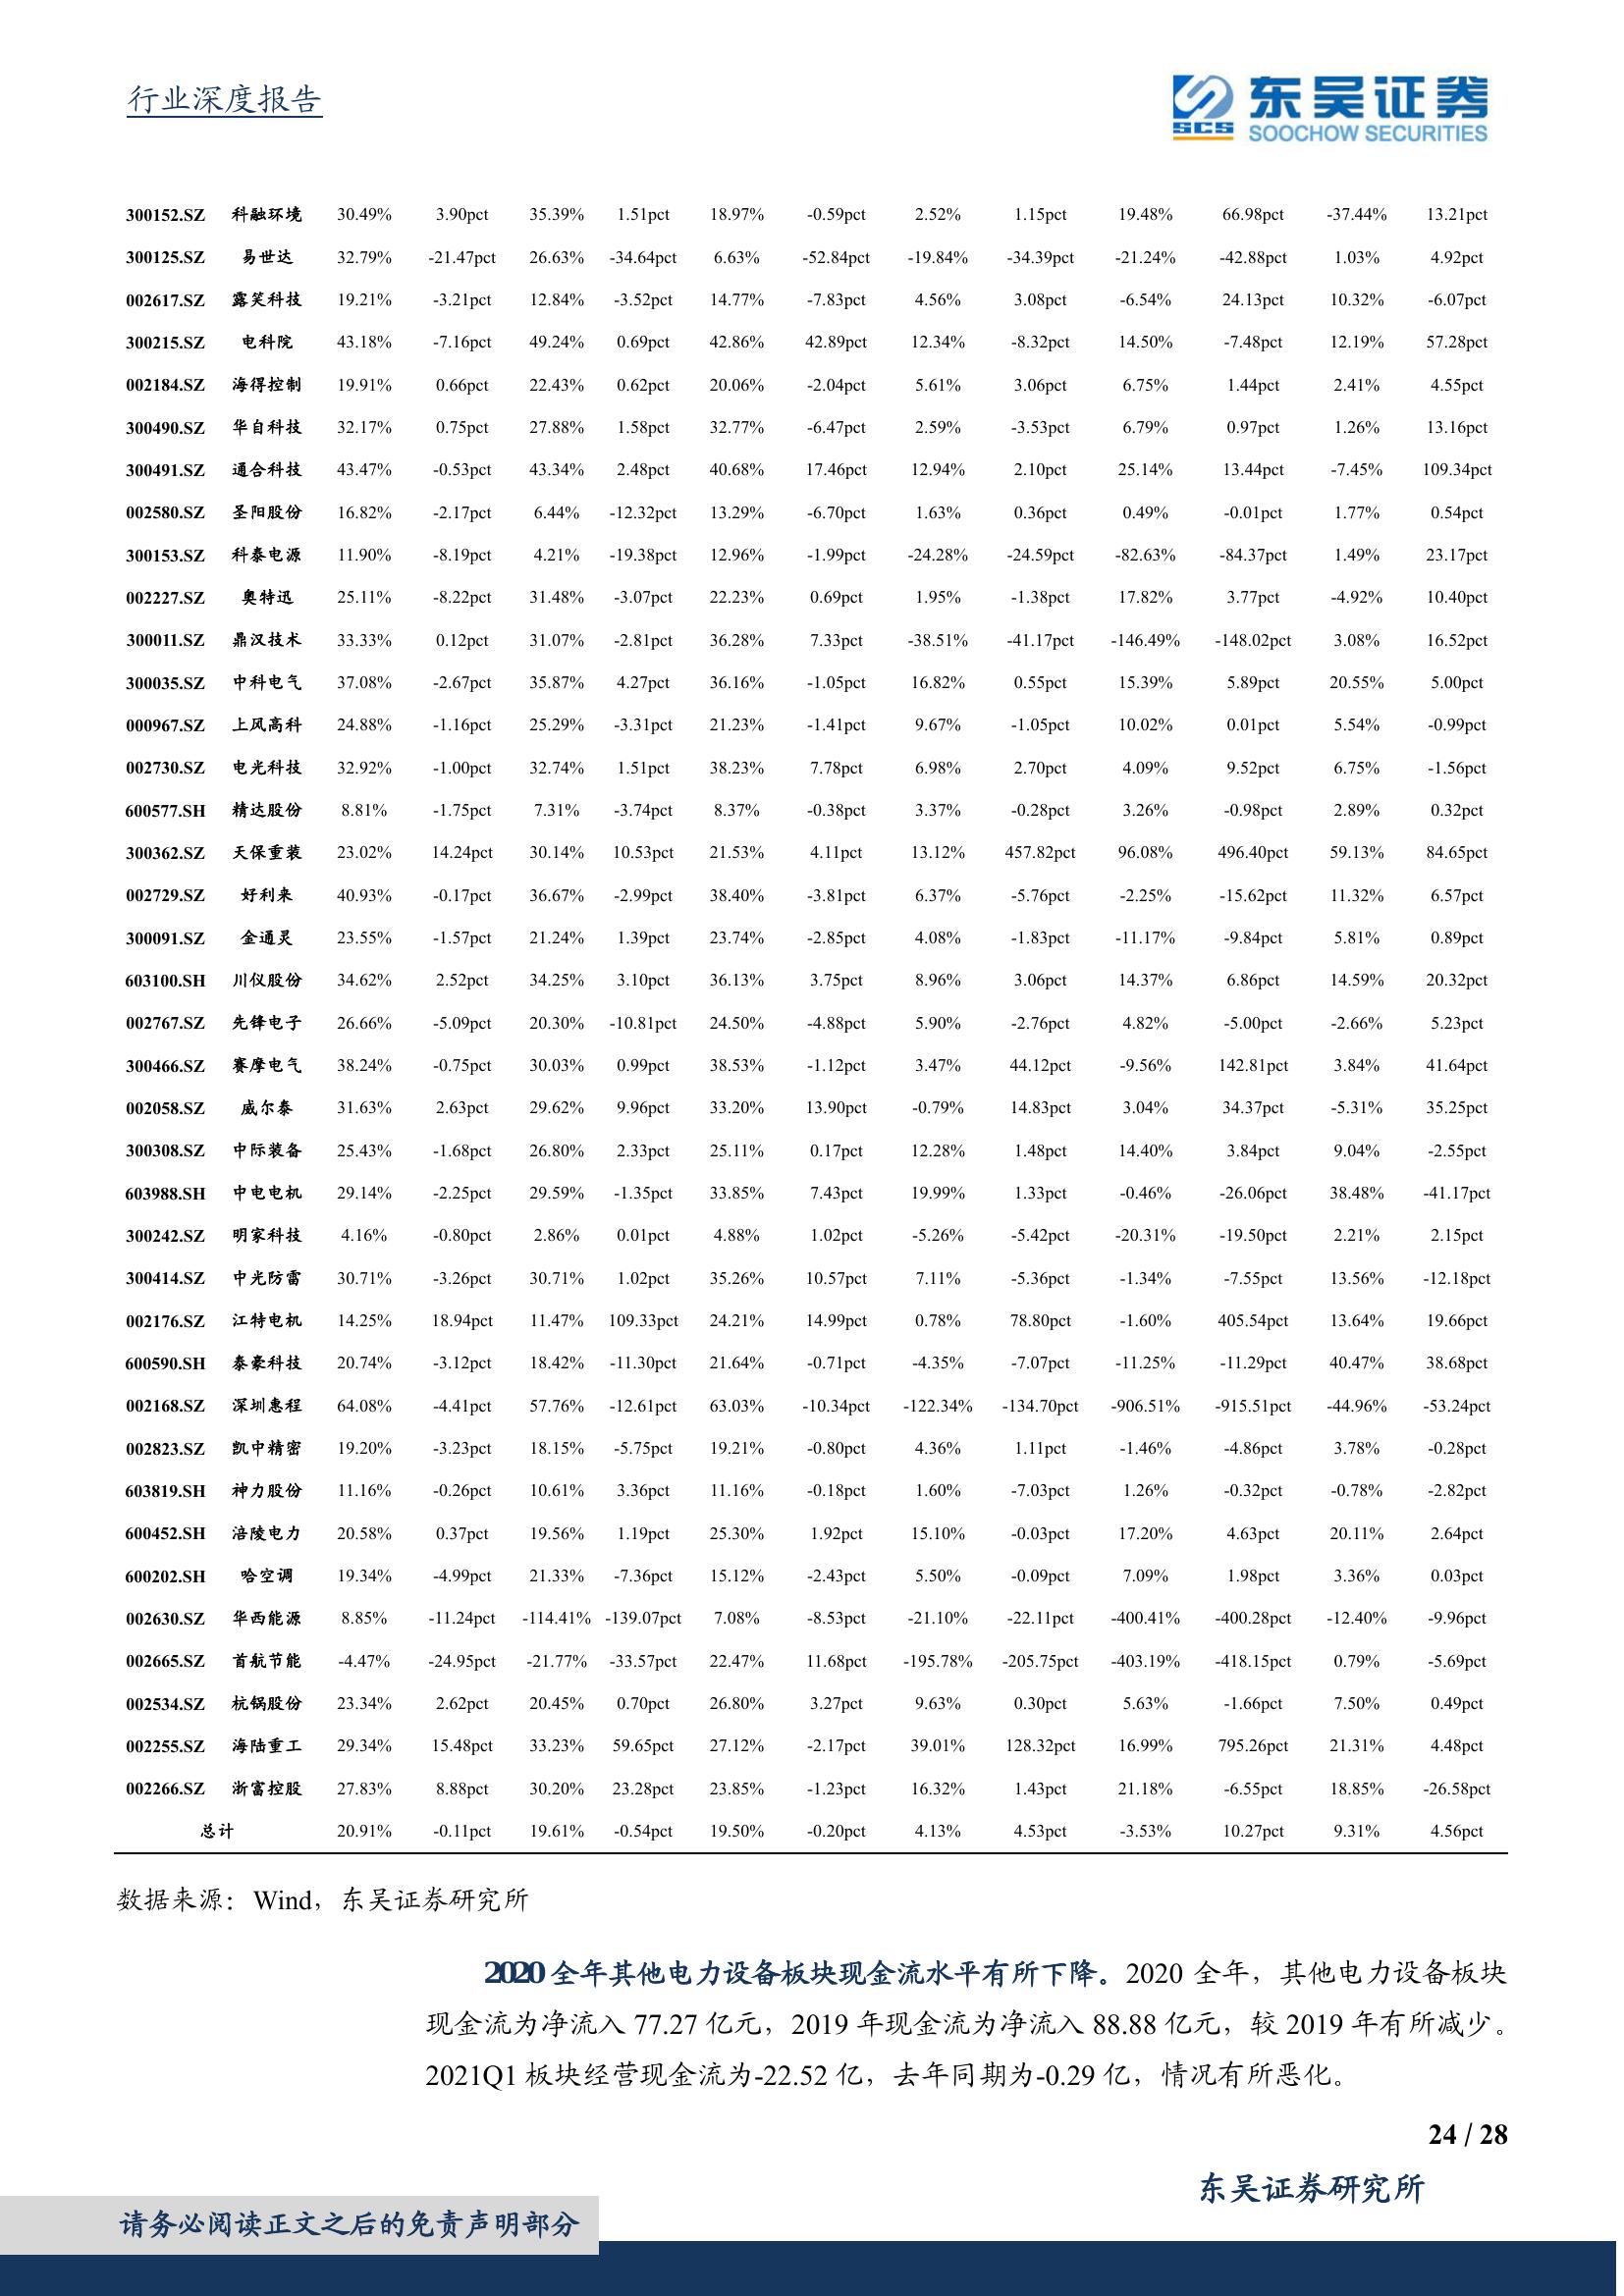 行业深度报告
东吴证券
SCS
SOOCHOW SECURITIES
300152.SZ 科融环境 30.49% 3.90pct 35.39% 1.51pct 18.97% -0.59pct 2.52% 1.15pct 19.48% 66.98pct -37.44% 13.21pct
300125.SZ 易世达 32.79% -21.47pct 26.63% -34.64pct 6.63% -52.84pct -19.84% -34.39pct -21.24% -42.88pct 1.03% 4.92pct
002617.SZ 露笑科技 19.21% -3.21pct 12.84% -3.52pct 14.77% -7.83pct 4.56% 3.08pct -6.54% 24.13pct 10.32% -6.07pct
300215.SZ 电科院 43.18% -7.16pct 49.24% 0.69pct 42.86% 42.89pct 12.34% -8.32pct 14.50% -7.48pct 12.19% 57.28pct
002184.SZ 海得控制 19.91% 0.66pct 22.43% 0.62pct 20.06% -2.04pct 5.61% 3.06pct 6.75% 1.44pct 2.41% 4.55pct
300490.SZ 华自科技 32.17% 0.75pct 27.88% 1.58pct 32.77% -6.47pct 2.59% -3.53pct 6.79% 0.97pct 1.26% 13.16pct
300491.SZ 通合科技 43.47% -0.53pct 43.34% 2.48pct 40.68% 17.46pct 12.94% 2.10pct 25.14% 13.44pct -7.45% 109.34pct
002580.SZ 圣阳股份 16.82% -2.17pct 6.44% -12.32pct 13.29% -6.70pct 1.63% 0.36pct 0.49% -0.01pct 1.77% 0.54pct
300153.SZ 科泰电源 11.90% -8.19pct 4.21% -19.38pct 12.96% -1.99pct -24.28% -24.59pct -82.63% -84.37pct 1.49% 23.17pct
002227.SZ 奥特迅 25.11% -8.22pct 31.48% -3.07pct 22.23% 0.69pct 1.95% -1.38pct 17.82% 3.77pct -4.92% 10.40pct
300011.SZ 鼎汉技术 33.33% 0.12pct 31.07% -2.81pct 36.28% 7.33pct -38.51% -41.17pct -146.49% -148.02pct 3.08% 16.52pct
300035.SZ 中科电气 37.08% -2.67pct 35.87% 4.27pct 36.16% -1.05pct 16.82% 0.55pct 15.39% 5.89pct 20.55% 5.00pct
000967.SZ 上风高科 24.88% -1.16pct 25.29% -3.31pct 21.23% -1.41pct 9.67% -1.05pct 10.02% 0.01pct 5.54% -0.99pct
002730.SZ 电光科技 32.92% -1.00pct 32.74% 1.51pct 38.23% 7.78pct 6.98% 2.70pct 4.09% 9.52pct 6.75% -1.56pct
600577.SH 精达股份 8.81% -1.75pct 7.31% -3.74pct 8.37% -0.38pct 3.37% -0.28pct 3.26% -0.98pct 2.89% 0.32pct
300362.SZ 天保重装 23.02% 14.24pct 30.14% 10.53pct 21.53% 4.11pct 13.12% 457.82pct 96.08% 496.40pct 59.13% 84.65pct
002729.SZ 好利来 40.93% -0.17pct 36.67% -2.99pct 38.40% -3.81pct 6.37% -5.76pct -2.25% -15.62pct 11.32% 6.57pct
300091.SZ 金通灵 23.55% -1.57pct 21.24% 1.39pct 23.74% -2.85pct 4.08% -1.83pct -11.17% -9.84pct 5.81% 0.89pct
603100.SH 川仪股份 34.62% 2.52pct 34.25% 3.10pct 36.13% 3.75pct 8.96% 3.06pct 14.37% 6.86pct 14.59% 20.32pct
002767.SZ 先锋电子 26.66% -5.09pct 20.30% -10.81pct 24.50% -4.88pct 5.90% -2.76pct 4.82% -5.00pct -2.66% 5.23pct
300466.SZ 赛摩电气 38.24% -0.75pct 30.03% 0.99pct 38.53% -1.12pct 3.47% 44.12pct -9.56% 142.81pct 3.84% 41.64pct
002058.SZ 威尔泰 31.63% 2.63pct 29.62% 9.96pct 33.20% 13.90pct -0.79% 14.83pct 3.04% 34.37pct -5.31% 35.25pct
300308.SZ 中际装备 25.43% -1.68pct 26.80% 2.33pct 25.11% 0.17pct 12.28% 1.48pct 14.40% 3.84pct 9.04% -2.55pct
603988.SH 中电电机 29.14% -2.25pct 29.59% -1.35pct 33.85% 7.43pct 19.99% 1.33pct -0.46% -26.06pct 38.48% -41.17pct
300242.SZ 明家科技 4.16% -0.80pct 2.86% 0.01pct 4.88% 1.02pct -5.26% -5.42pct -20.31% -19.50pct 2.21% 2.15pct
300414.SZ 中光防雷 30.71% -3.26pct 30.71% 1.02pct 35.26% 10.57pct 7.11% -5.36pct -1.34% -7.55pct 13.56% -12.18pct
002176.SZ 江特电机 14.25% 18.94pct 11.47% 109.33pct 24.21% 14.99pct 0.78% 78.80pct -1.60% 405.54pct 13.64% 19.66pct
600590.SH 泰豪科技 20.74% -3.12pct 18.42% -11.30pct 21.64% -0.71pct -4.35% -7.07pct -11.25% -11.29pct 40.47% 38.68pct
002168.SZ 深圳惠程 64.08% -4.41pct 57.76% -12.61pct 63.03% -10.34pct -122.34% -134.70pct -906.51% -915.51pct -44.96% -53.24pct
002823.SZ 凯中精密 19.20% -3.23pct 18.15% -5.75pct 19.21% -0.80pct 4.36% 1.11pct -1.46% -4.86pct 3.78% -0.28pct
603819.SH 神力股份 11.16% -0.26pct 10.61% 3.36pct 11.16% -0.18pct 1.60% -7.03pct 1.26% -0.32pct -0.78% -2.82pct
600452.SH 涪陵电力 20.58% 0.37pct 19.56% 1.19pct 25.30% 1.92pct 15.10% -0.03pct 17.20% 4.63pct 20.11% 2.64pct
600202.SH 哈空调 19.34% -4.99pct 21.33% -7.36pct 15.12% -2.43pct 5.50% -0.09pct 7.09% 1.98pct 3.36% 0.03pct
002630.SZ 华西能源 8.85% -11.24pct -114.41% -139.07pct 7.08% -8.53pct -21.10% -22.11pct -400.41% -400.28pct -12.40% -9.96pct
002665.SZ 首航节能 -4.47% -24.95pct -21.77% -33.57pct 22.47% 11.68pct -195.78% -205.75pct -403.19% -418.15pct 0.79% -5.69pct
002534.SZ 杭锅股份 23.34% 2.62pct 20.45% 0.70pct 26.80% 3.27pct 9.63% 0.30pct 5.63% -1.66pct 7.50% 0.49pct
002255.SZ 海陆重工 29.34% 15.48pct 33.23% 59.65pct 27.12% -2.17pct 39.01% 128.32pct 16.99% 795.26pct 21.31% 4.48pct
002266.SZ 浙富控股 27.83% 8.88pct 30.20% 23.28pct 23.85% -1.23pct 16.32% 1.43pct 21.18% -6.55pct 18.85% -26.58pct
总计 20.91% -0.11pct 19.61% -0.54pct 19.50% -0.20pct 4.13% 4.53pct -3.53% 10.27pct 9.31% 4.56pct
数据来源：Wind，东吴证券研究所
2020 全年其他电力设备板块现金流水平有所下降。2020 全年，其他电力设备板块
现金流为净流入 77.27 亿元，2019 年现金流为净流入 88.88 亿元，较 2019 年有所减少。
2021Q1 板块经营现金流为-22.52 亿，去年同期为-0.29 亿，情况有所恶化。
24 / 28
东吴证券研究所
请务必阅读正文之后的免责声明部分